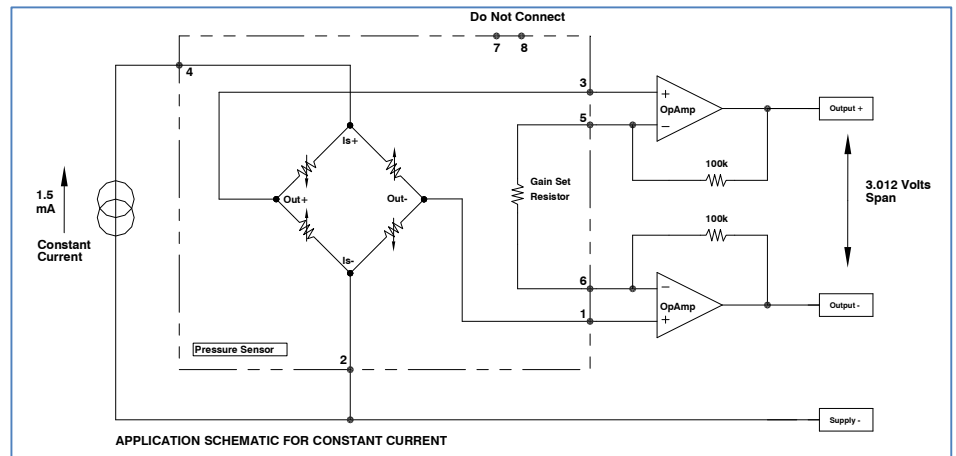 Do Not Connect
7 8
4
3
+
OpAmp
−
Output +
5
Is+
100k
1.5
mA
Gain Set
Resistor
Out+
Out-
3.012 Volts
Span
100k
Constant
Current
Is-
6
−
OpAmp
+
Output -
1
Pressure Sensor
2
Supply -
APPLICATION SCHEMATIC FOR CONSTANT CURRENT